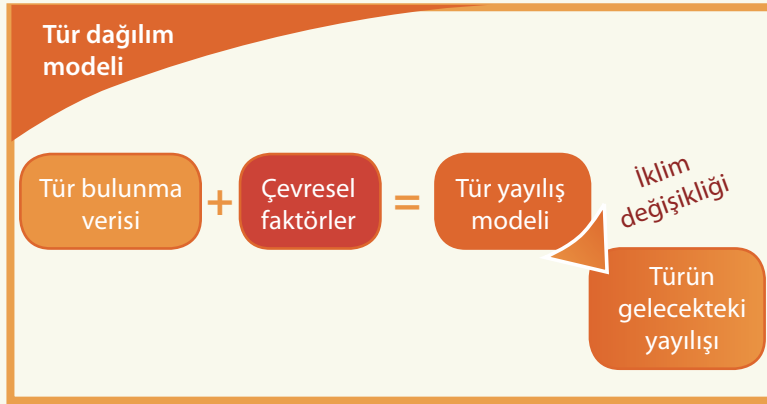 Tür dağılım
modeli
Tür bulunma
verisi
+
Çevresel
faktörler
=
Tür yayılış
modeli
İklim
değişikliği
Türün
gelecekteki
yayılışı